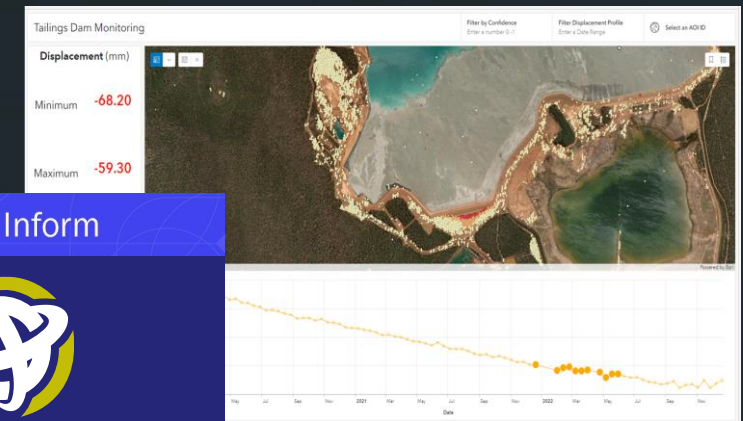 Tailings Dam Monitoring
Filter by Confidence
Enter a number 0 -1
Filter Displacement Profile
Enter a Date Range
Select an AOI ID
Displacement (mm)
Minimum -68.20
Maximum -59.30
Inform
Powered by Esri
May Jul Sep Nov 2021 Mar May Jul Sep Nov 2022 Mar May Jul Sep Nov
Date